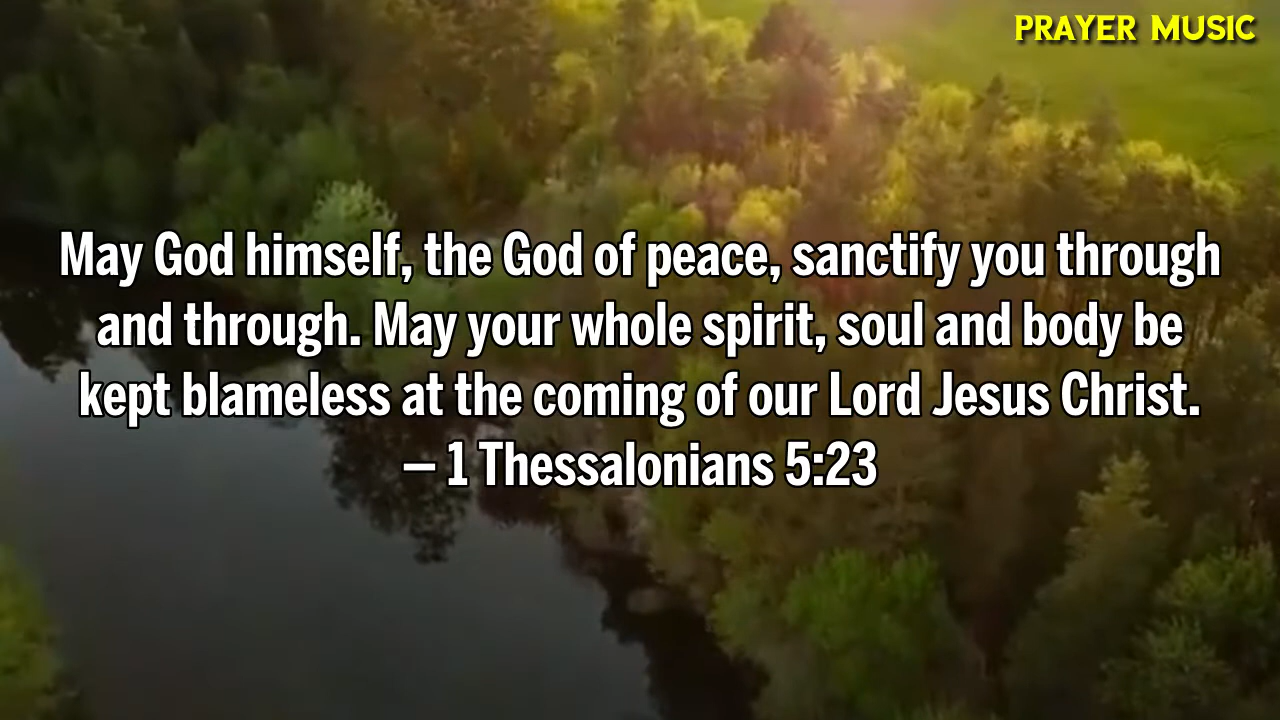 PRAYER MUSIC
May God himself, the God of peace, sanctify you through
and through. May your whole spirit, soul and body be
kept blameless at the coming of our Lord Jesus Christ.
– 1 Thessalonians 5:23